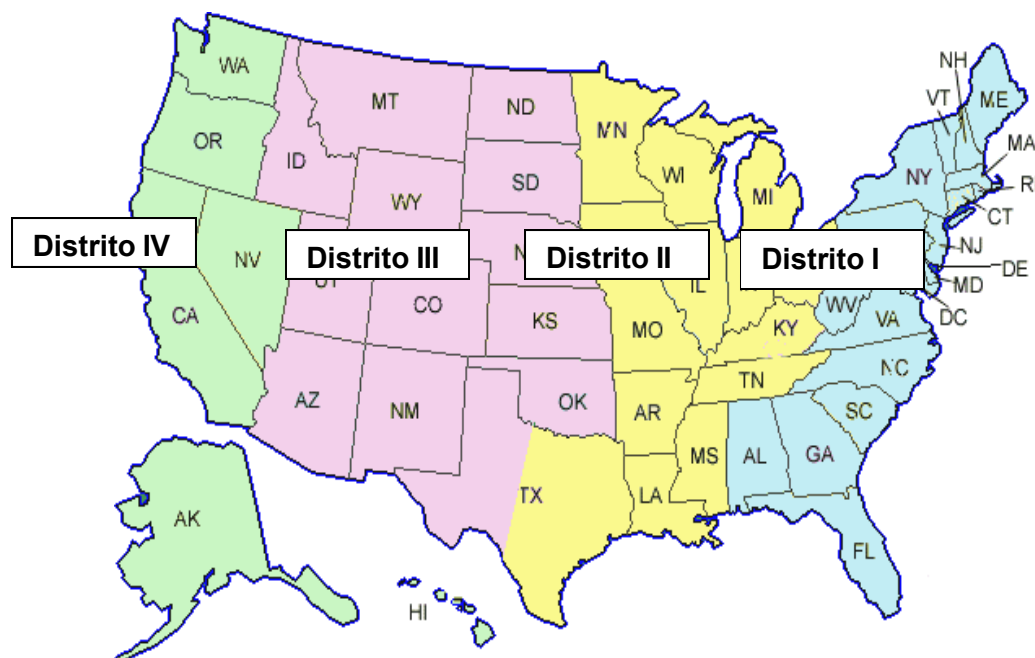 WA
OR
CA
NV
ID
MT
WY
UT
CO
AZ
NM
ND
SD
KS
OK
TX
MN
WI
MI
IL
MO
KY
TN
AR
MS
LA
AL
GA
FL
SC
NC
VA
WV
NY
VT
NH
ME
MA
CT
NJ
DE
MD
DC
AK
HI
Distrito IV
Distrito III
Distrito II
Distrito I